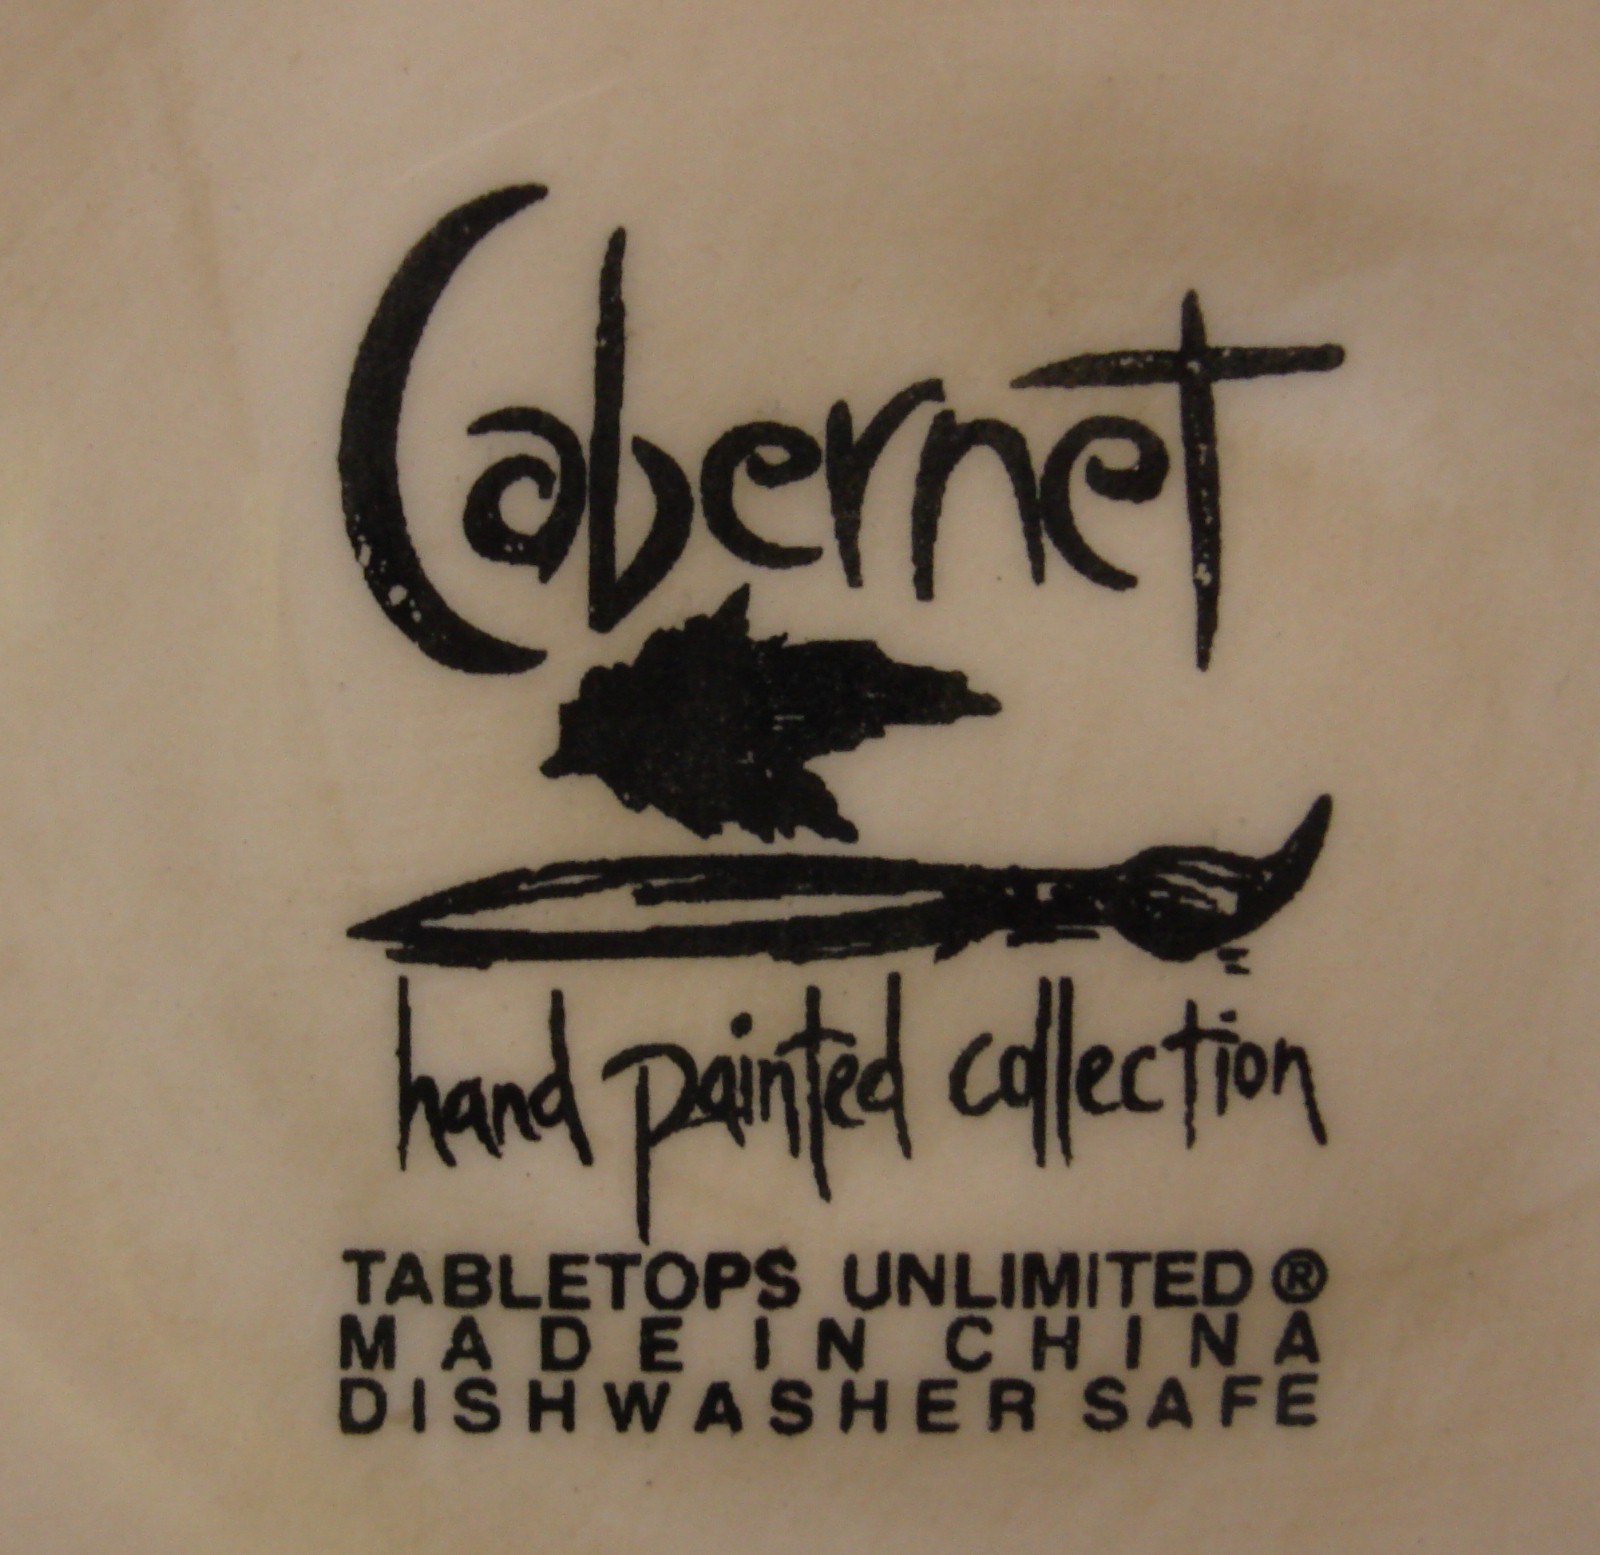 Cabernet
hand painted collection
TABLETOPS UNLIMITED®
MADE IN CHINA
DISHWASHER SAFE